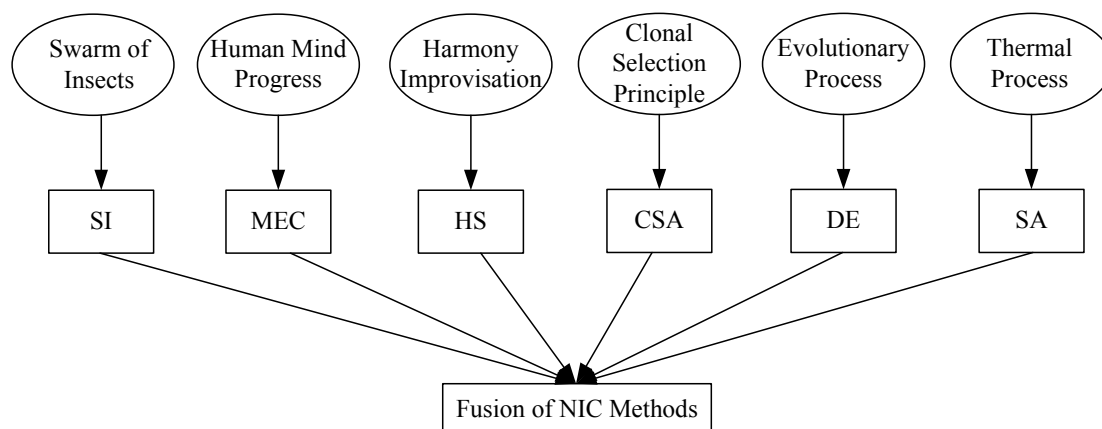 Swarm of
Insects
Human Mind
Progress
Harmony
Improvisation
Clonal
Selection
Principle
Evolutionary
Process
Thermal
Process
SI
MEC
HS
CSA
DE
SA
Fusion of NIC Methods